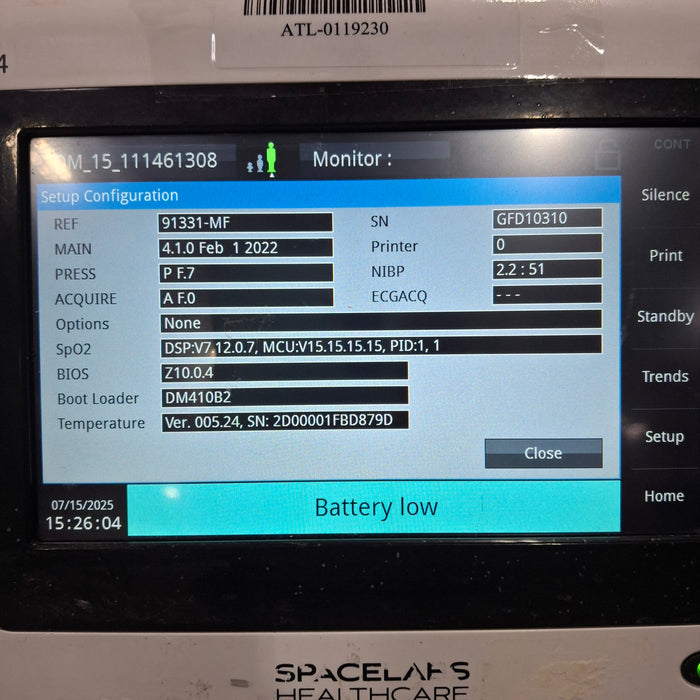 ATL-0119230
4
DM_15_111461308 Monitor :
CONT
Setup Configuration
REF 91331-MF SN GFD10310
MAIN 4.1.0 Feb 1 2022 Printer 0
PRESS P F.7 NIBP 2.2 : 51
ACQUIRE A F.0 ECGACQ - - -
Options None
SpO2 DSP:V7.12.0.7, MCU:V15.15.15.15, PID:1, 1
BIOS Z10.0.4
Boot Loader DM410B2
Temperature Ver. 005.24, SN: 2D00001FBD879D
Close
Silence
Print
Standby
Trends
Setup
Home
07/15/2025
15:26:04
Battery low
SPACELABS
HEALTHCARE